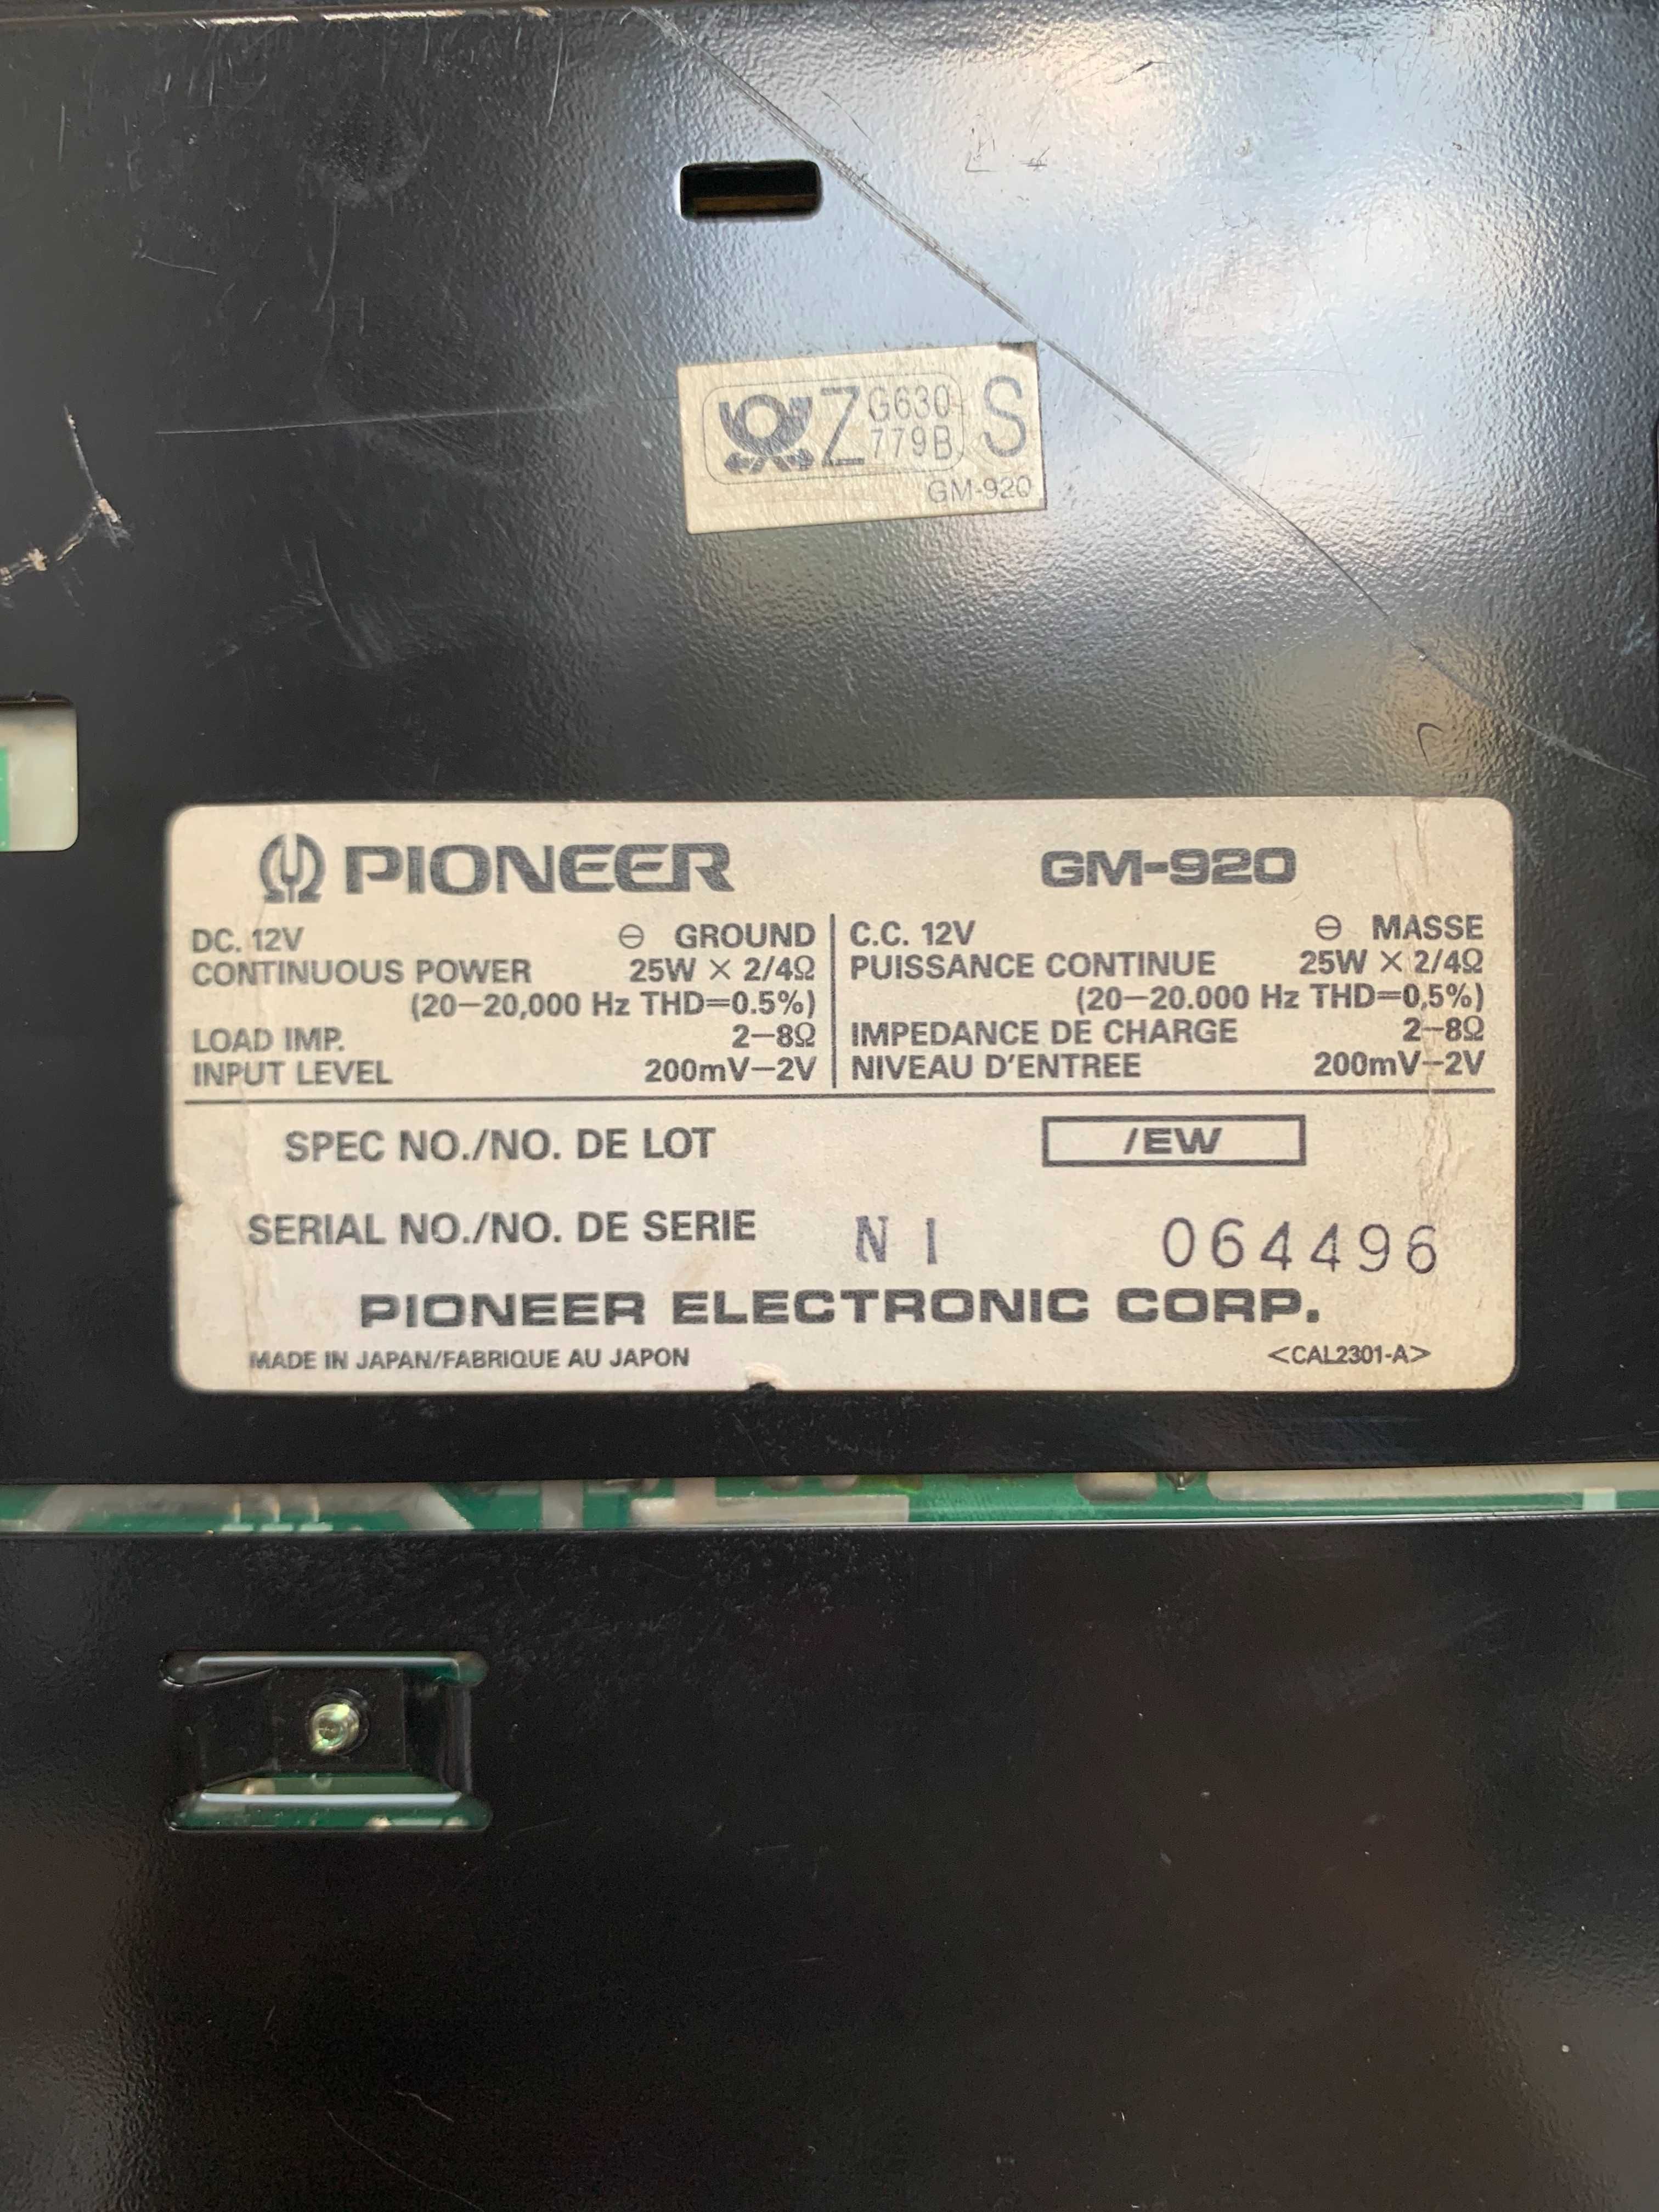 Z G630 S
779B
GM-920
PIONEER GM-920
DC. 12V ⊖ GROUND
CONTINUOUS POWER 25W × 2/4Ω
(20–20,000 Hz THD=0.5%)
LOAD IMP. 2–8Ω
INPUT LEVEL 200mV–2V
C.C. 12V ⊖ MASSE
PUISSANCE CONTINUE 25W × 2/4Ω
(20–20.000 Hz THD=0,5%)
IMPEDANCE DE CHARGE 2–8Ω
NIVEAU D'ENTREE 200mV–2V
SPEC NO./NO. DE LOT /EW
SERIAL NO./NO. DE SERIE NI 064496
PIONEER ELECTRONIC CORP.
MADE IN JAPAN/FABRIQUE AU JAPON <CAL2301-A>